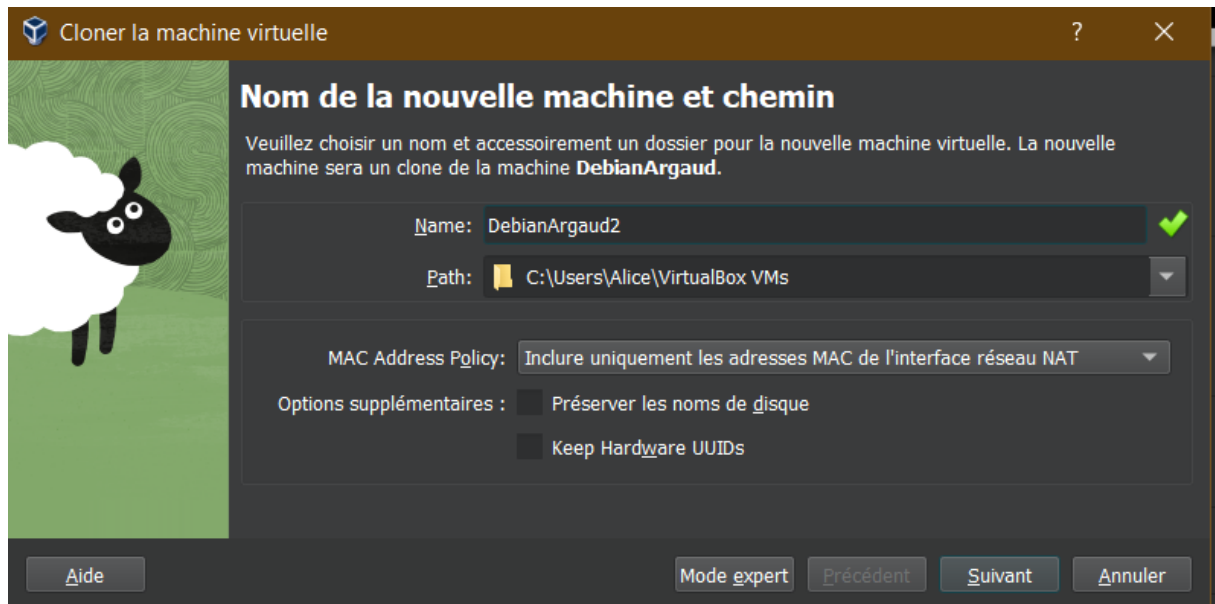 Cloner la machine virtuelle
?
Nom de la nouvelle machine et chemin
Veuillez choisir un nom et accessoirement un dossier pour la nouvelle machine virtuelle. La nouvelle
machine sera un clone de la machine DebianArgaud.
Name: DebianArgaud2
Path: C:\Users\Alice\VirtualBox VMs
MAC Address Policy: Inclure uniquement les adresses MAC de l'interface réseau NAT
Options supplémentaires : Préserver les noms de disque
Keep Hardware UUIDs
Aide Mode expert Précédent Suivant Annuler